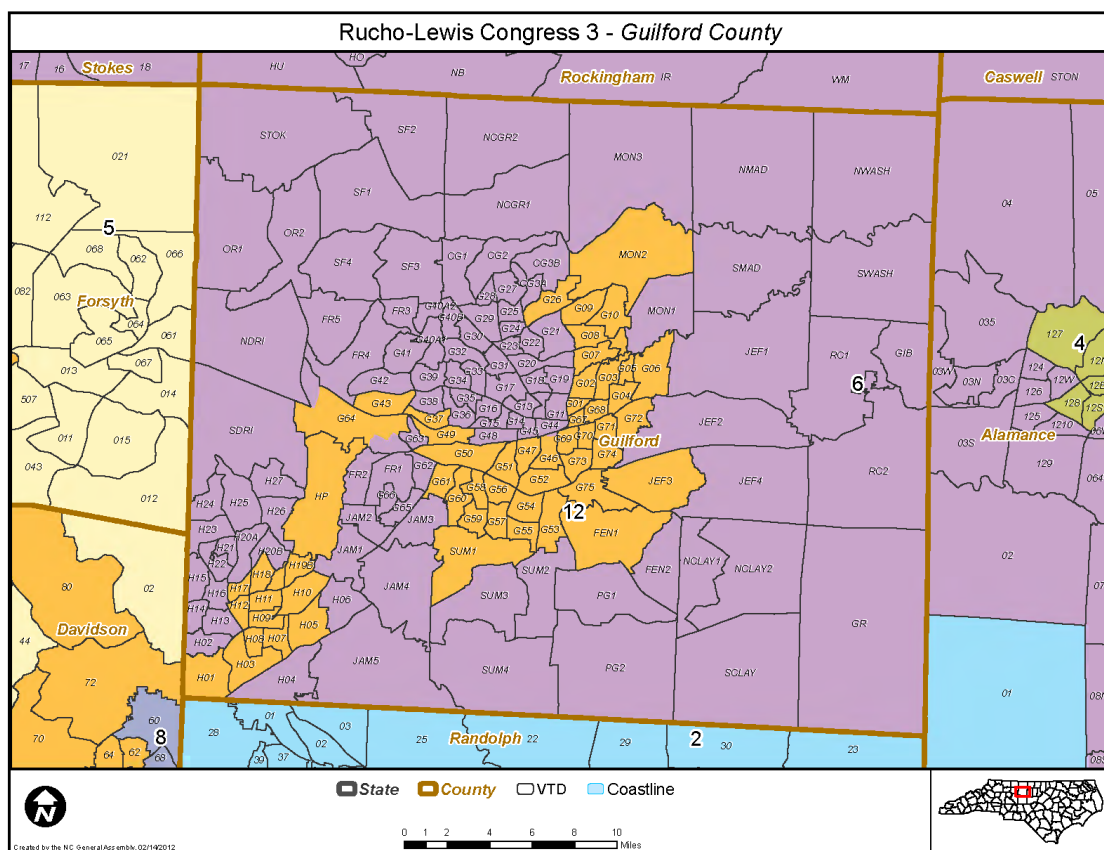 Rucho-Lewis Congress 3 - Guilford County
17 16 Stokes 18 HU HO NB Rockingham IR WM Caswell STON
021 STOK SF2 NCGR2 MON3 NMAD NWASH 04 05
112 5 SF1 NCGR1
068 062 066 OR1 OR2 SF4 SF3 CG1 CG2 CG3B MON2 SMAD SWASH
082 063 Forsyth 064 061 065 CG3A G27 G28 G26 G09 G10 MON1
NDRI FR5 FR3 G40A2 G40B G29 G25 G24 G21 G08 035 127 4
067 013 FR4 G41 G40A1 G30 G32 G23 G22 G07 JEF1 RC1 GIB
507 014 G42 G39 G33 G31 G20 G05 G06 6 03W 03N 03C 124 12W 126 128
G34 G17 G18 G19 G02 G03 G04
011 015 G64 G43 G38 G35 G16 G13 G11 G01 G68 G72 125 1210
G37 G36 G15 G14 G44 G67 G71 Guilford JEF2 03S Alamance
043 SDRI G63 G49 G48 G45 G69 G70 G74 129
012 HP FR2 FR1 G62 G50 G51 G47 G46 G73 JEF3 JEF4 RC2
H27 G66 G65 G61 G58 G56 G52 G75
H24 H25 H26 JAM2 JAM3 G60 G59 G57 G54 G55 G53 12 FEN1
H23 H20A H21 H20B JAM1 SUM1 SUM2 FEN2 NCLAY1 NCLAY2 02
80 H22 H18 H19B
02 H15 H16 H17 H12 H11 H10 H06 JAM4 SUM3 PG1
Davidson H14 H13 H09 H05 GR
44 H02 H08 H07
72 H01 H03 H04 JAM5 SUM4 PG2 SCLAY 01
70 64 62 60 68 8 28 01 02 03 39 37 25 Randolph 22 29 2 30 23
State County VTD Coastline
N
0 1 2 4 6 8 10
Miles
Created by the NC General Assembly, 02/14/2012